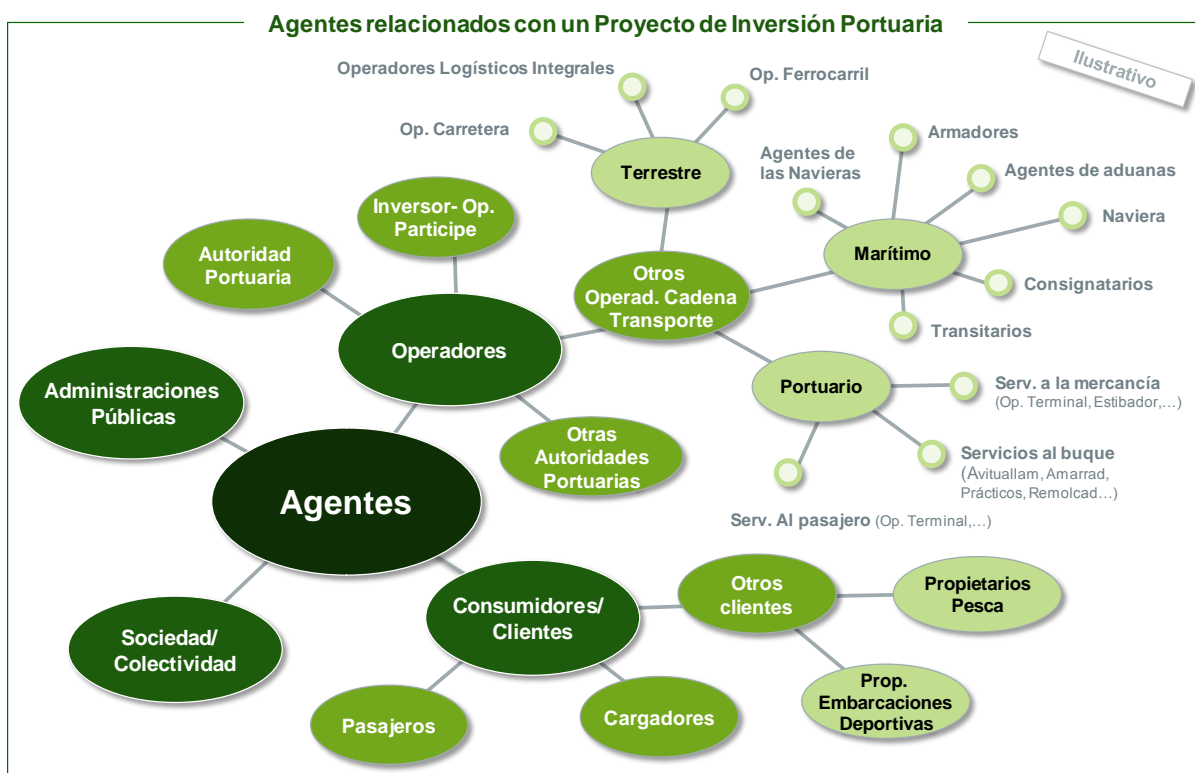 Agentes relacionados con un Proyecto de Inversión Portuaria
Ilustrativo
Operadores Logísticos Integrales
Op. Ferrocarril
Op. Carretera
Terrestre
Agentes de
las Navieras
Armadores
Agentes de aduanas
Naviera
Marítimo
Consignatarios
Transitarios
Inversor- Op.
Participe
Autoridad
Portuaria
Otros
Operad. Cadena
Transporte
Operadores
Portuario
Serv. a la mercancía
(Op. Terminal, Estibador,…)
Servicios al buque
(Avituallam, Amarrad,
Prácticos, Remolcad…)
Serv. Al pasajero (Op. Terminal,…)
Administraciones
Públicas
Otras
Autoridades
Portuarias
Agentes
Sociedad/
Colectividad
Consumidores/
Clientes
Otros
clientes
Propietarios
Pesca
Prop.
Embarcaciones
Deportivas
Pasajeros
Cargadores